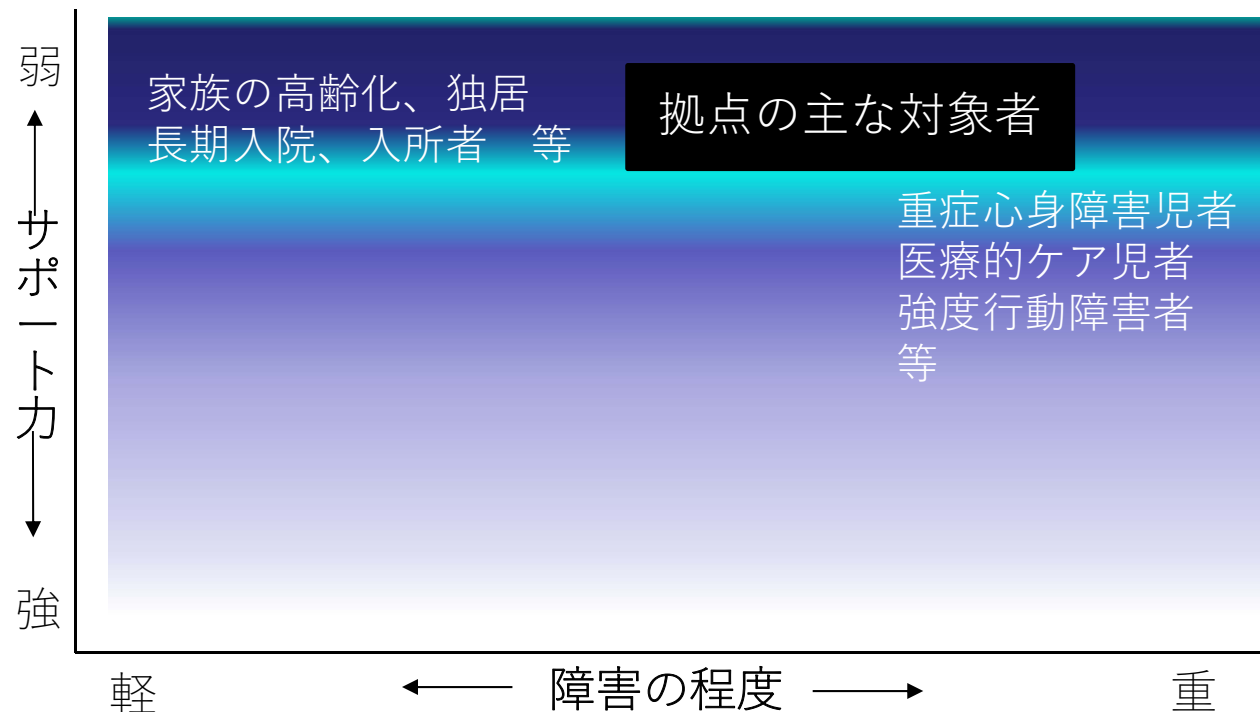 弱
サポート力
強
家族の高齢化、独居
長期入院、入所者　等
拠点の主な対象者
重症心身障害児者
医療的ケア児者
強度行動障害者
等
軽
障害の程度
重